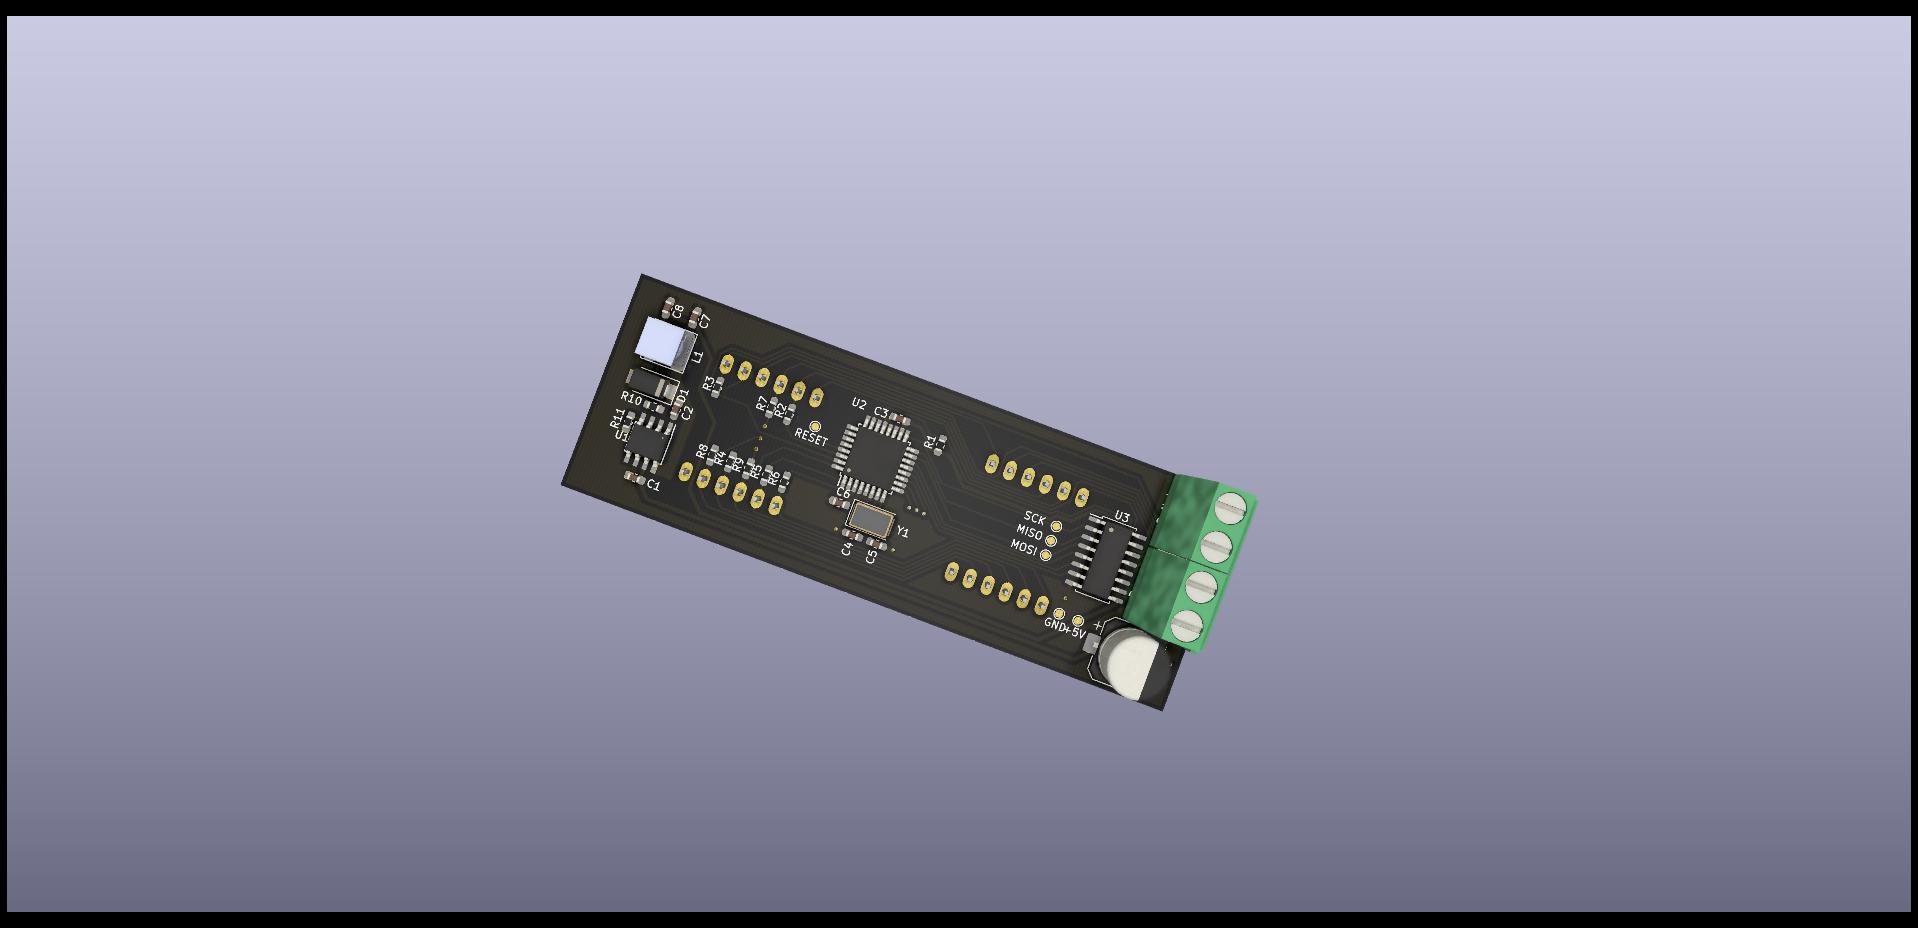 C8
C7
L1
D1
R10
C2
R11
U1
C1
R3
R7
R2
RESET
R8
R4
R9
R5
R6
U2
C3
R1
C6
Y1
C4
C5
SCK
MISO
MOSI
U3
GND
+5V
+